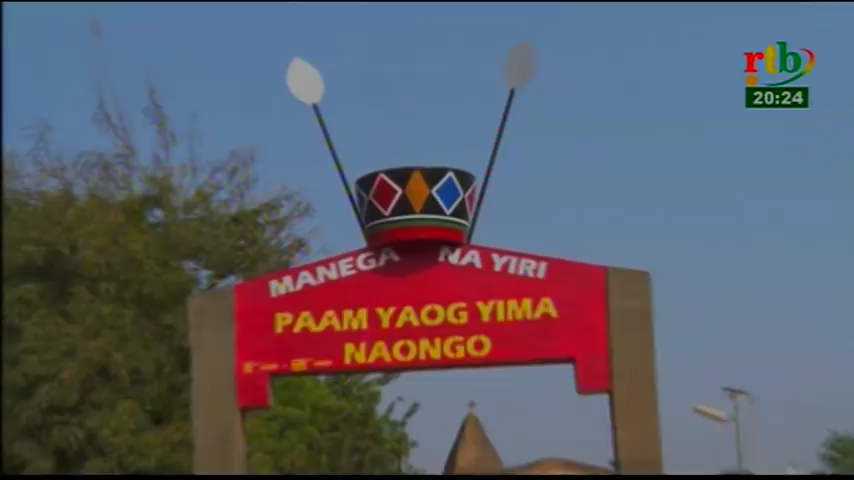 rtb
20:24
MANEGA NA YIRI
PAAM YAOG YIMA
NAONGO